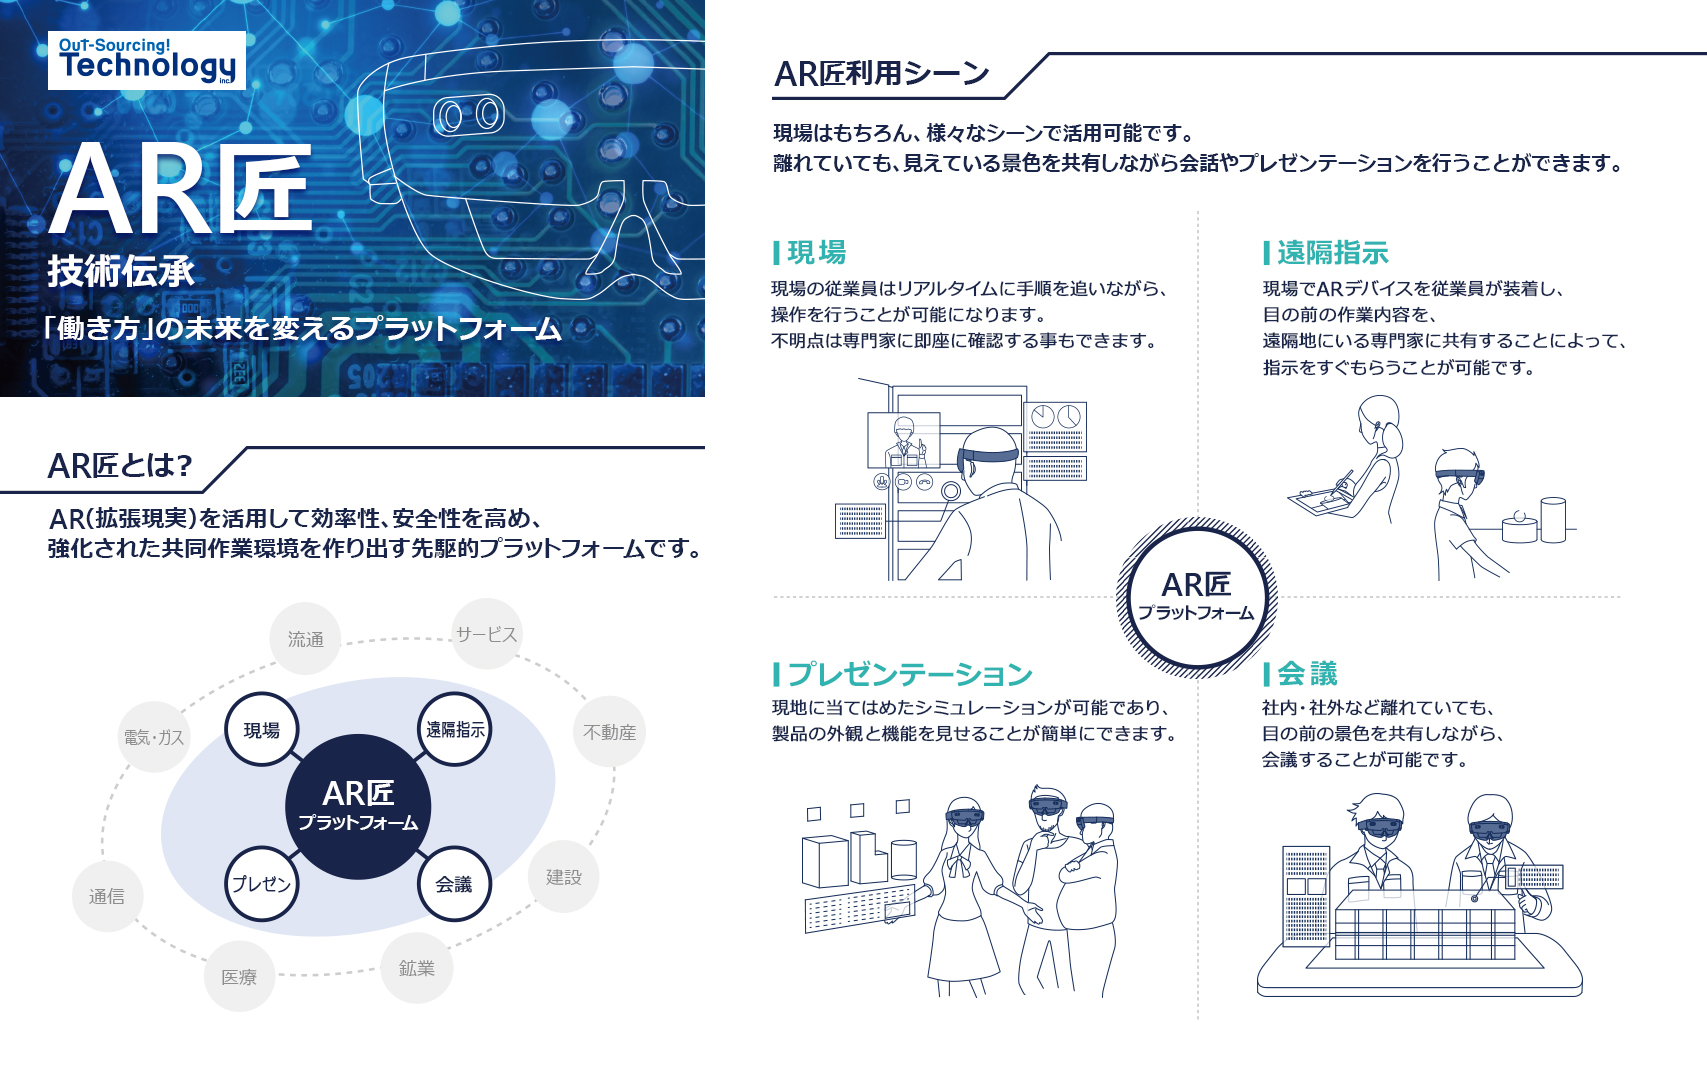 Out-Sourcing!
Technology
Inc.
AR匠
技術伝承
「働き方」の未来を変えるプラットフォーム
AR匠とは?
AR(拡張現実)を活用して効率性、安全性を高め、
強化された共同作業環境を作り出す先駆的プラットフォームです。
流通
サービス
電気・ガス
不動産
現場
遠隔指示
AR匠
プラットフォーム
プレゼン
会議
通信
建設
医療
鉱業
AR匠利用シーン
現場はもちろん、様々なシーンで活用可能です。
離れていても、見えている景色を共有しながら会話やプレゼンテーションを行うことができます。
現場
現場の従業員はリアルタイムに手順を追いながら、
操作を行うことが可能になります。
不明点は専門家に即座に確認する事もできます。
遠隔指示
現場でARデバイスを従業員が装着し、
目の前の作業内容を、
遠隔地にいる専門家に共有することによって、
指示をすぐもらうことが可能です。
AR匠
プラットフォーム
プレゼンテーション
現地に当てはめたシミュレーションが可能であり、
製品の外観と機能を見せることが簡単にできます。
会議
社内・社外など離れていても、
目の前の景色を共有しながら、
会議することが可能です。